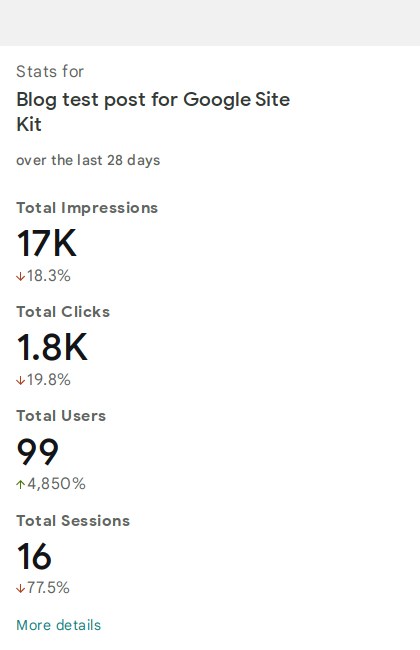 Stats for
Blog test post for Google Site
Kit
over the last 28 days
Total Impressions
17K
↓18.3%
Total Clicks
1.8K
↓19.8%
Total Users
99
↑4,850%
Total Sessions
16
↓77.5%
More details